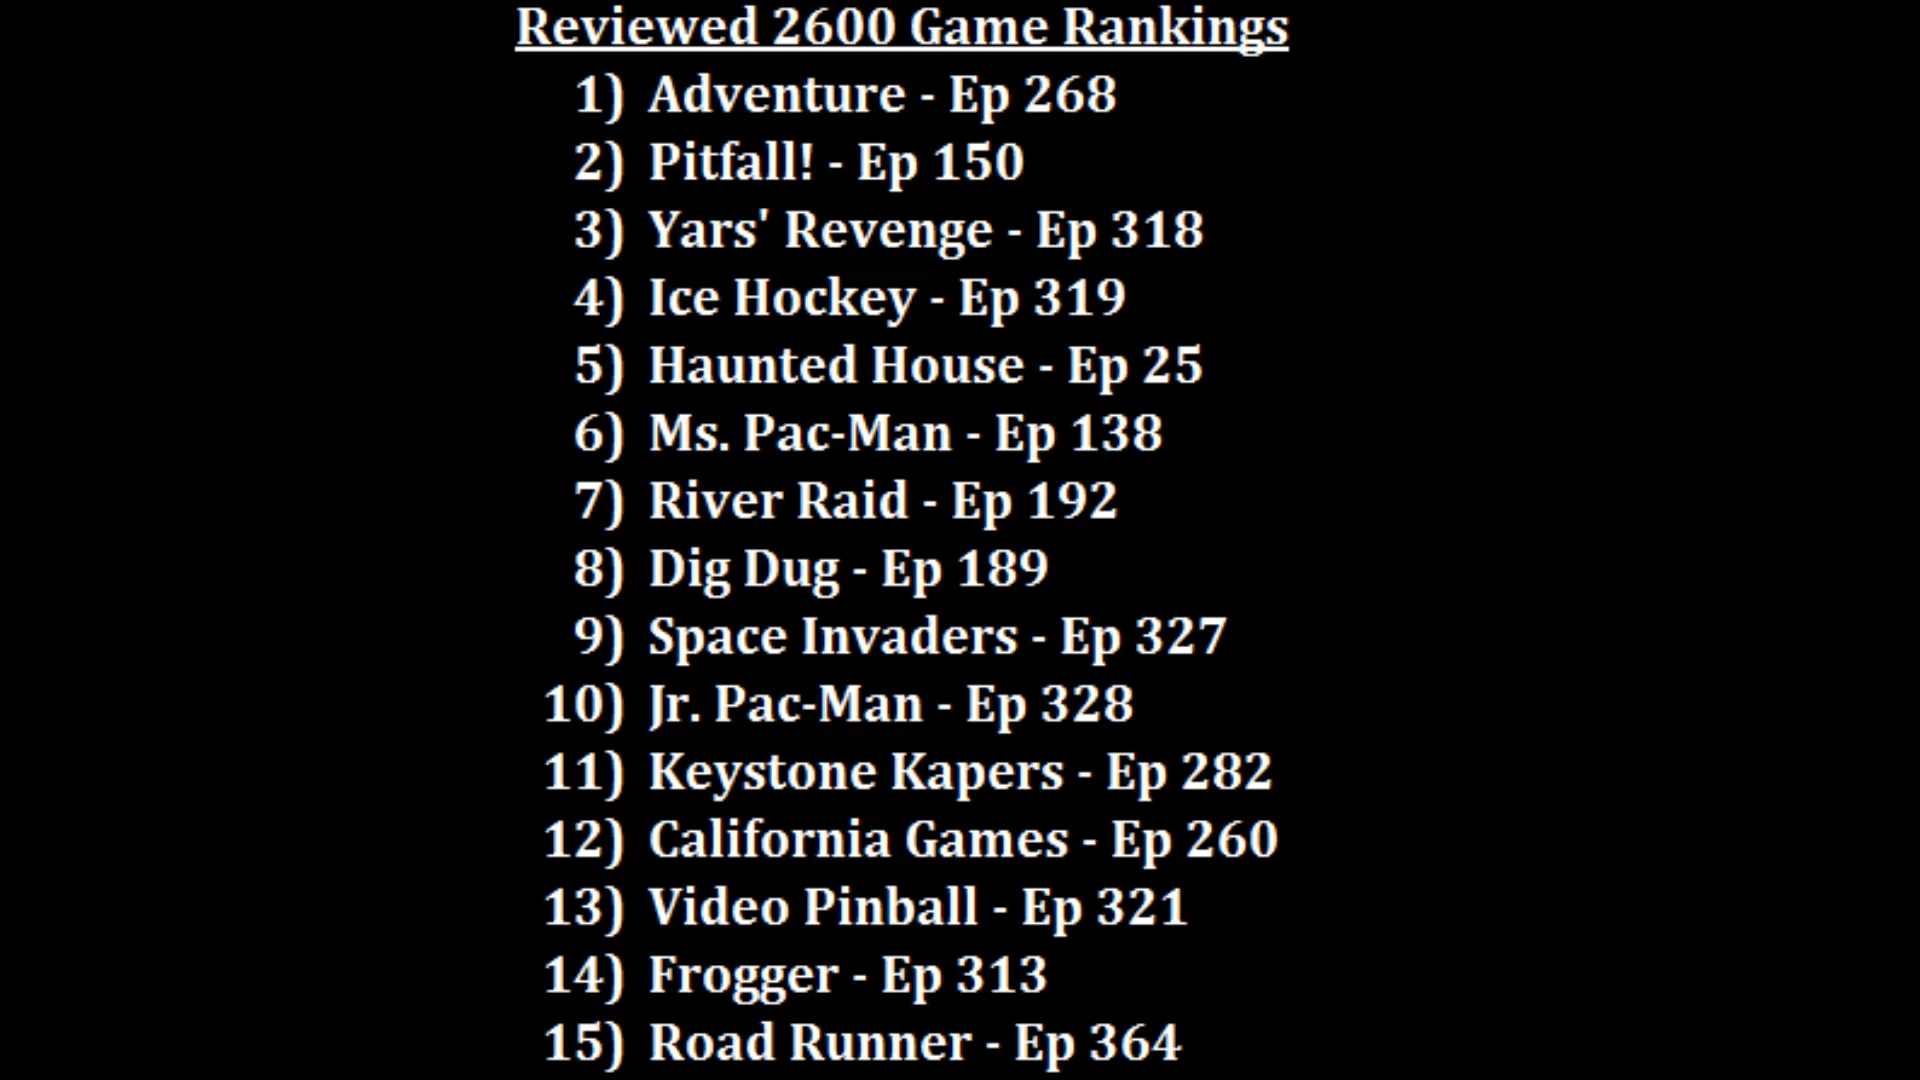 Reviewed 2600 Game Rankings
1) Adventure - Ep 268
2) Pitfall! - Ep 150
3) Yars' Revenge - Ep 318
4) Ice Hockey - Ep 319
5) Haunted House - Ep 25
6) Ms. Pac-Man - Ep 138
7) River Raid - Ep 192
8) Dig Dug - Ep 189
9) Space Invaders - Ep 327
10) Jr. Pac-Man - Ep 328
11) Keystone Kapers - Ep 282
12) California Games - Ep 260
13) Video Pinball - Ep 321
14) Frogger - Ep 313
15) Road Runner - Ep 364